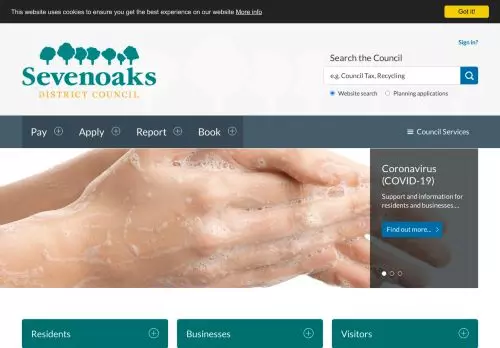 This website uses cookies to ensure you get the best experience on our website More info
Got it!
Sign in?
Sevenoaks
DISTRICT COUNCIL
Search the Council
e.g. Council Tax, Recycling
Website search
Planning applications
Pay
Apply
Report
Book
Council Services
Coronavirus
(COVID-19)
Support and information for
residents and businesses ...
Find out more...
Residents
Businesses
Visitors